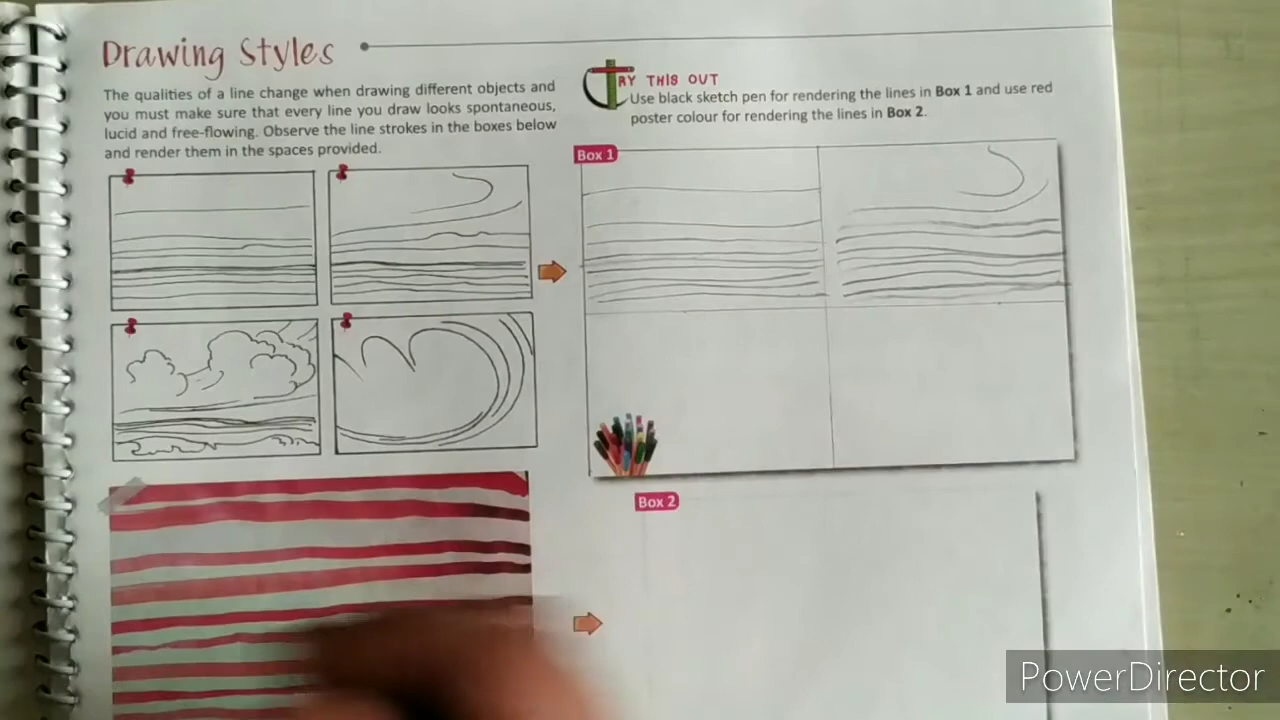 Drawing Styles
The qualities of a line change when drawing different objects and
you must make sure that every line you draw looks spontaneous,
lucid and free-flowing. Observe the line strokes in the boxes below
and render them in the spaces provided.
TRY THIS OUT
Use black sketch pen for rendering the lines in Box 1 and use red
poster colour for rendering the lines in Box 2.
Box 1
Box 2
PowerDirector